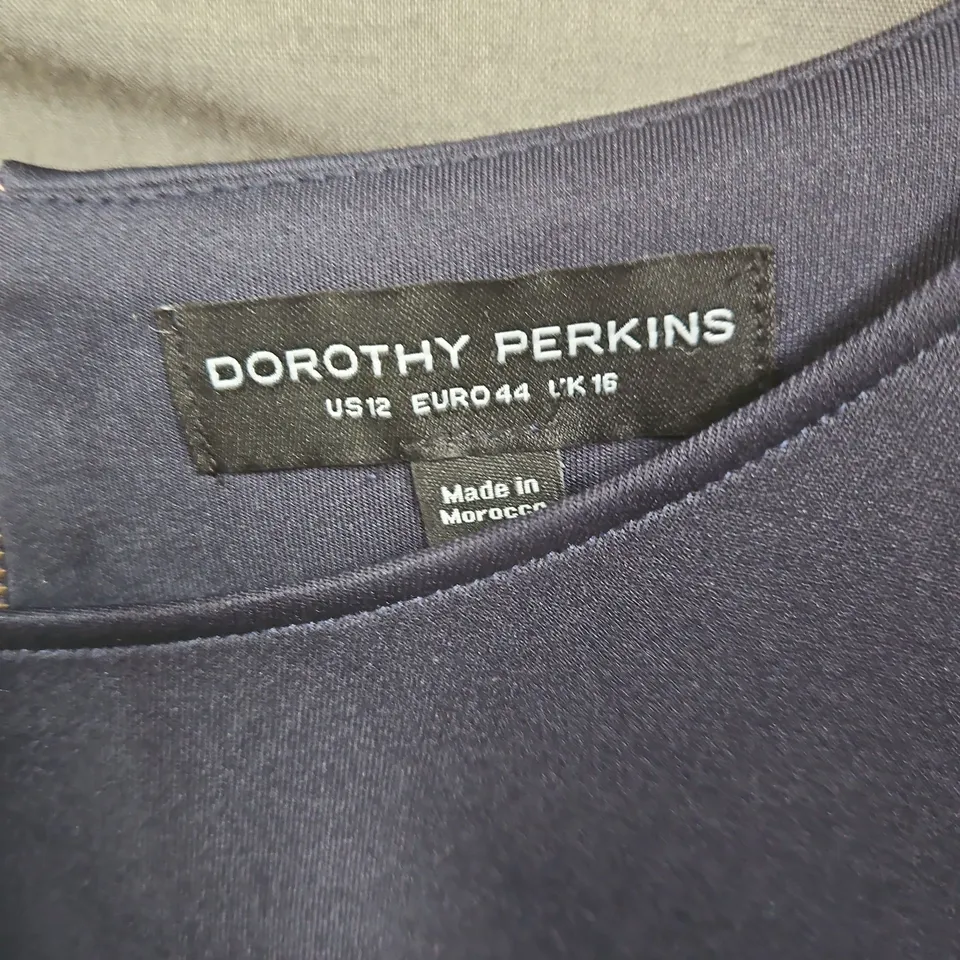 DOROTHY PERKINS
US12 EURO44 UK16
Made in
Morocco